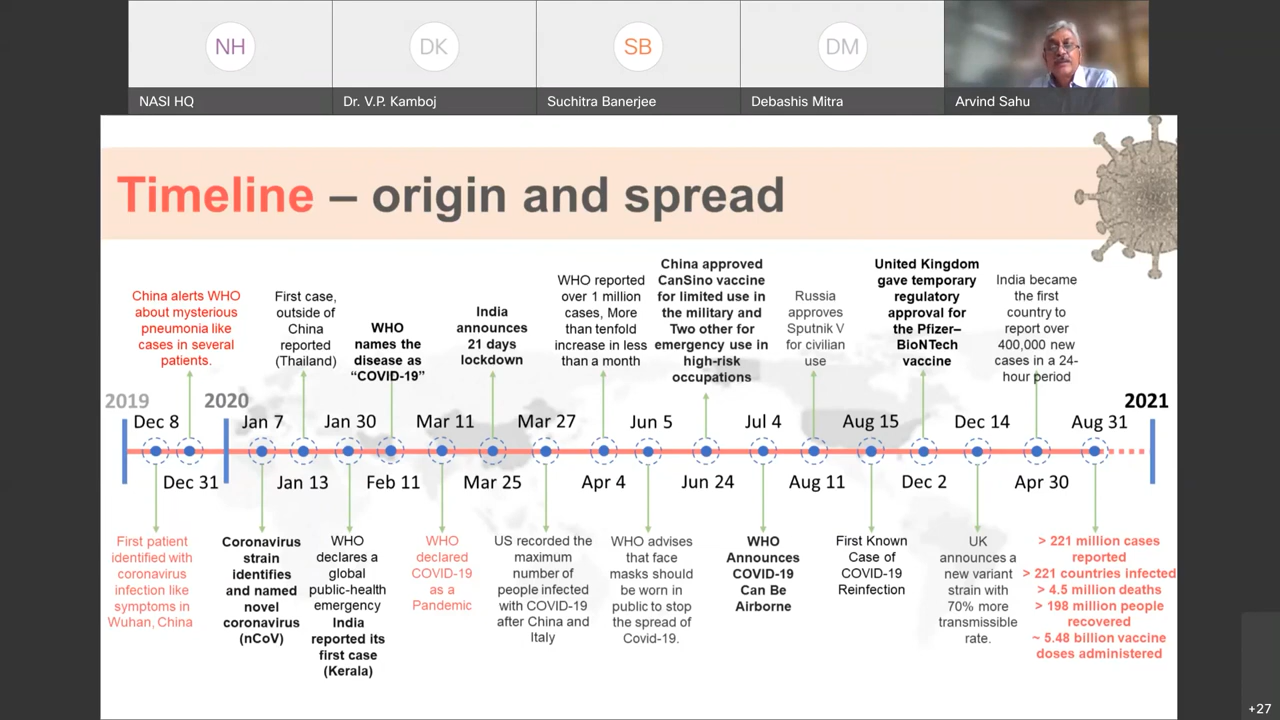 NH
DK
SB
DM
NASI HQ
Dr. V.P. Kamboj
Suchitra Banerjee
Debashis Mitra
Arvind Sahu
Timeline – origin and spread
China alerts WHO
about mysterious
pneumonia like
cases in several
patients.
First case,
outside of
China
reported
(Thailand)
WHO
names the
disease as
“COVID-19”
India
announces
21 days
lockdown
WHO reported
over 1 million
cases, More
than tenfold
increase in less
than a month
China approved
CanSino vaccine
for limited use in
the military and
Two other for
emergency use in
high-risk
occupations
Russia
approves
Sputnik V
for civilian
use
United Kingdom
gave temporary
regulatory
approval for
the Pfizer–
BioNTech
vaccine
India became
the first
country to
report over
400,000 new
cases in a 24-
hour period
2019
2020
2021
Dec 8
Jan 7
Jan 30
Mar 11
Mar 27
Jun 5
Jul 4
Aug 15
Dec 14
Aug 31
Dec 31
Jan 13
Feb 11
Mar 25
Apr 4
Jun 24
Aug 11
Dec 2
Apr 30
First patient
identified with
coronavirus
infection like
symptoms in
Wuhan, China
Coronavirus
strain
identifies
and named
novel
coronavirus
(nCoV)
WHO
declares a
global
public-health
emergency
India
reported its
first case
(Kerala)
WHO
declared
COVID-19
as a
Pandemic
US recorded the
maximum
number of
people infected
with COVID-19
after China and
Italy
WHO advises
that face
masks should
be worn in
public to stop
the spread of
Covid-19.
WHO
Announces
COVID-19
Can Be
Airborne
First Known
Case of
COVID-19
Reinfection
UK
announces a
new variant
strain with
70% more
transmissible
rate.
> 221 million cases
reported
> 221 countries infected
> 4.5 million deaths
> 198 million people
recovered
~ 5.48 billion vaccine
doses administered
+27